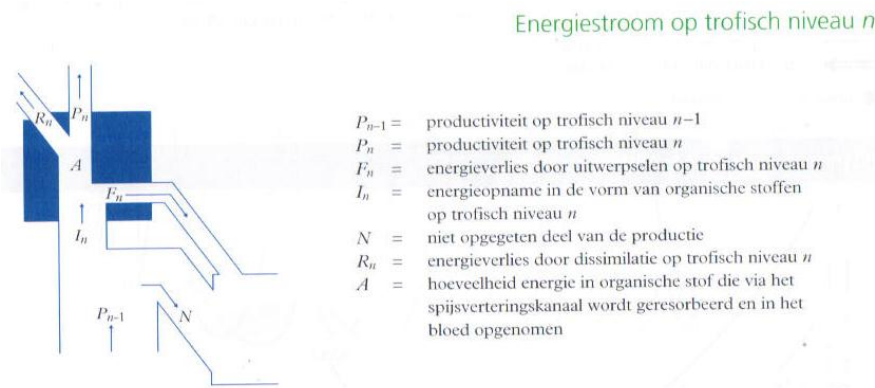 Energiestroom op trofisch niveau n
Rn
Pn
A
Fn
In
Pn-1
N
Pn-1 = productiviteit op trofisch niveau n–1
Pn = productiviteit op trofisch niveau n
Fn = energieverlies door uitwerpselen op trofisch niveau n
In = energieopname in de vorm van organische stoffen
op trofisch niveau n
N = niet opgegeten deel van de productie
Rn = energieverlies door dissimilatie op trofisch niveau n
A = hoeveelheid energie in organische stof die via het
spijsverteringskanaal wordt geresorbeerd en in het
bloed opgenomen